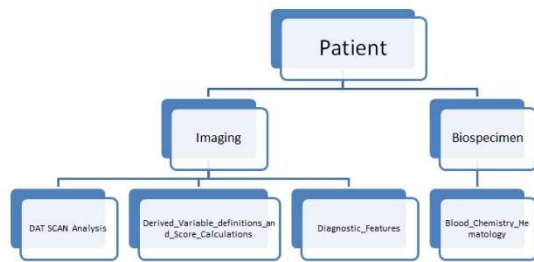 Patient
Imaging
Biospecimen
DAT SCAN Analysis
Derived_Variable_definitions_an
d_Score_Calculations
Diagnostic_Features
Blood_Chemistry_He
matology